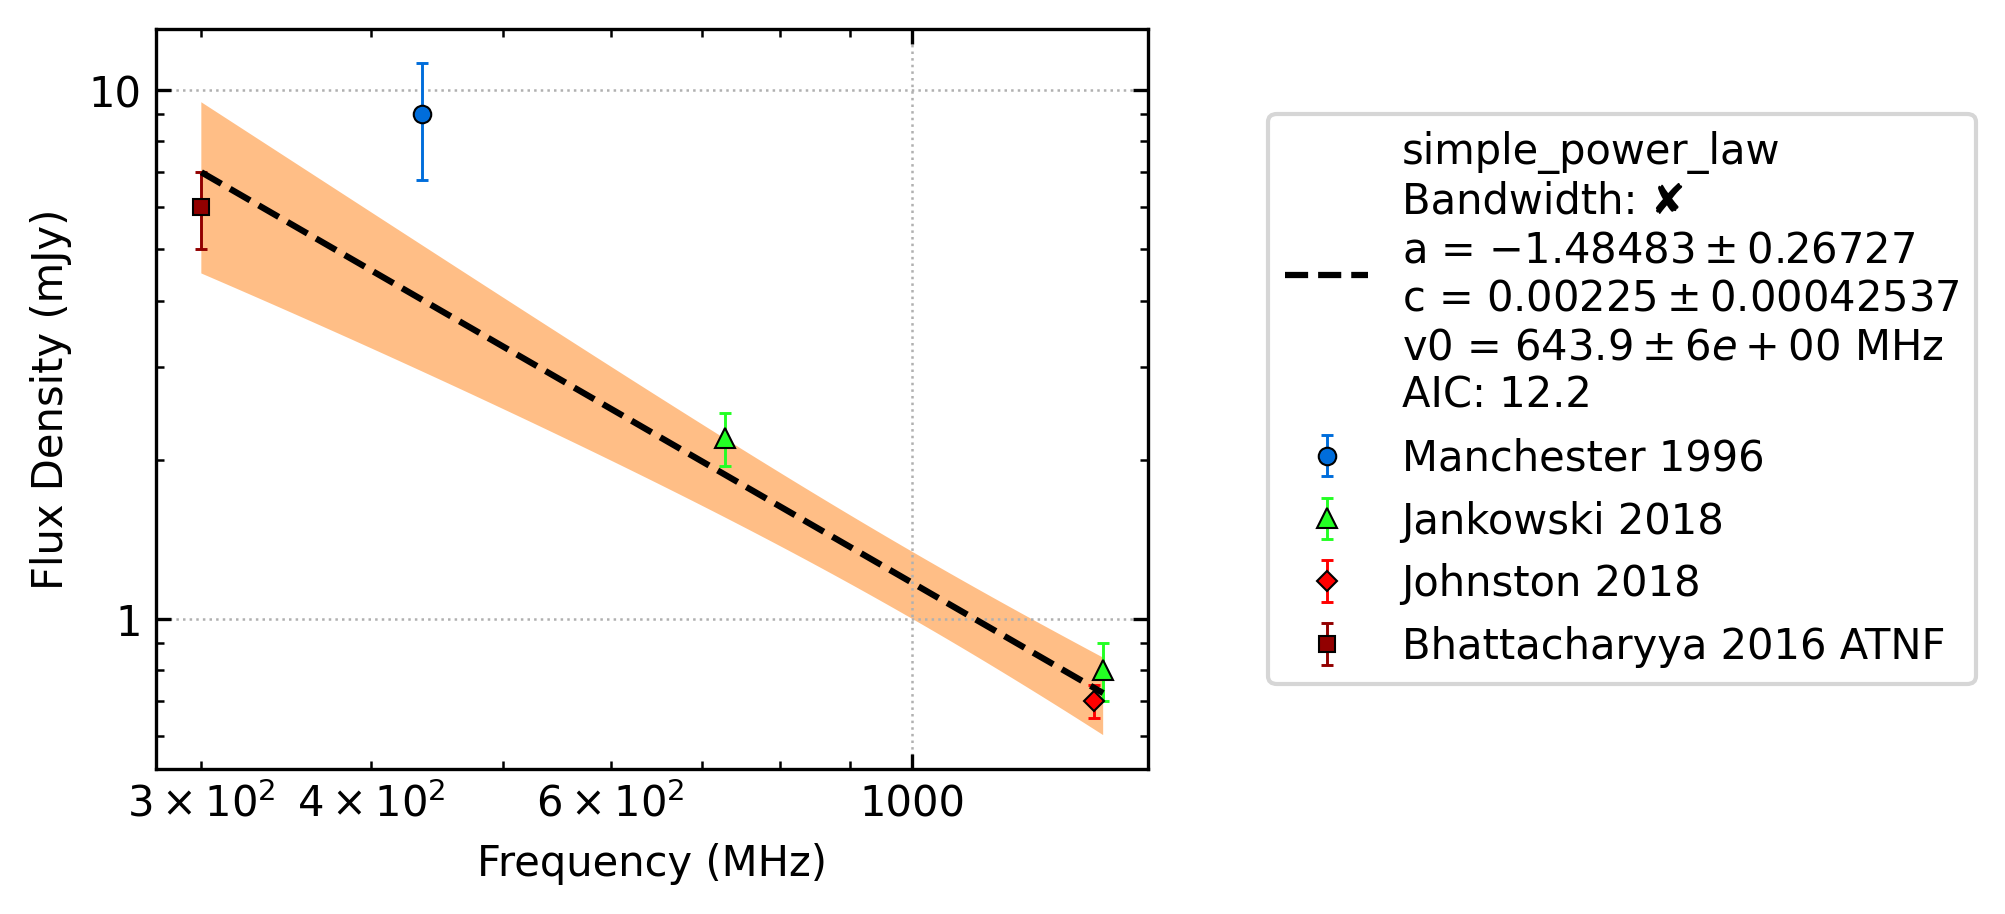 10
1
Flux Density (mJy)
3 × 10² 4 × 10² 6 × 10² 1000
Frequency (MHz)
simple_power_law
Bandwidth: ✘
a = −1.48483 ± 0.26727
c = 0.00225 ± 0.00042537
v0 = 643.9 ± 6e + 00 MHz
AIC: 12.2
Manchester 1996
Jankowski 2018
Johnston 2018
Bhattacharyya 2016 ATNF